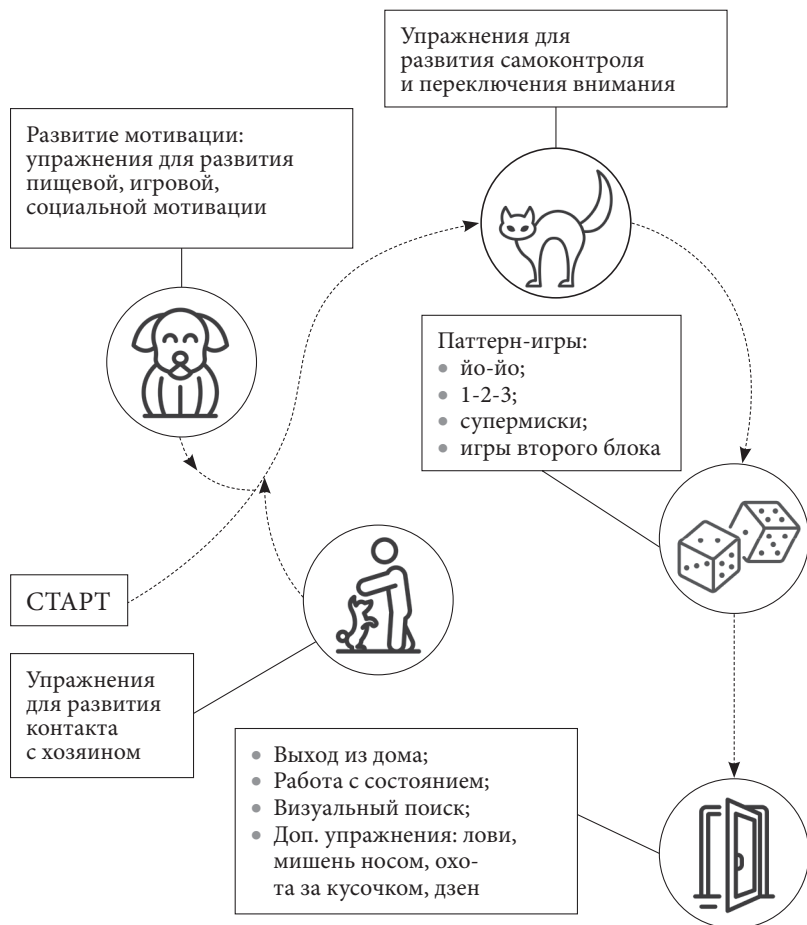 Упражнения для
развития самоконтроля
и переключения внимания
Развитие мотивации:
упражнения для развития
пищевой, игровой,
социальной мотивации
Паттерн-игры:
• йо-йо;
• 1-2-3;
• супермиски;
• игры второго блока
СТАРТ
Упражнения
для развития
контакта
с хозяином
• Выход из дома;
• Работа с состоянием;
• Визуальный поиск;
• Доп. упражнения: лови,
мишень носом, охо-
та за кусочком, дзен